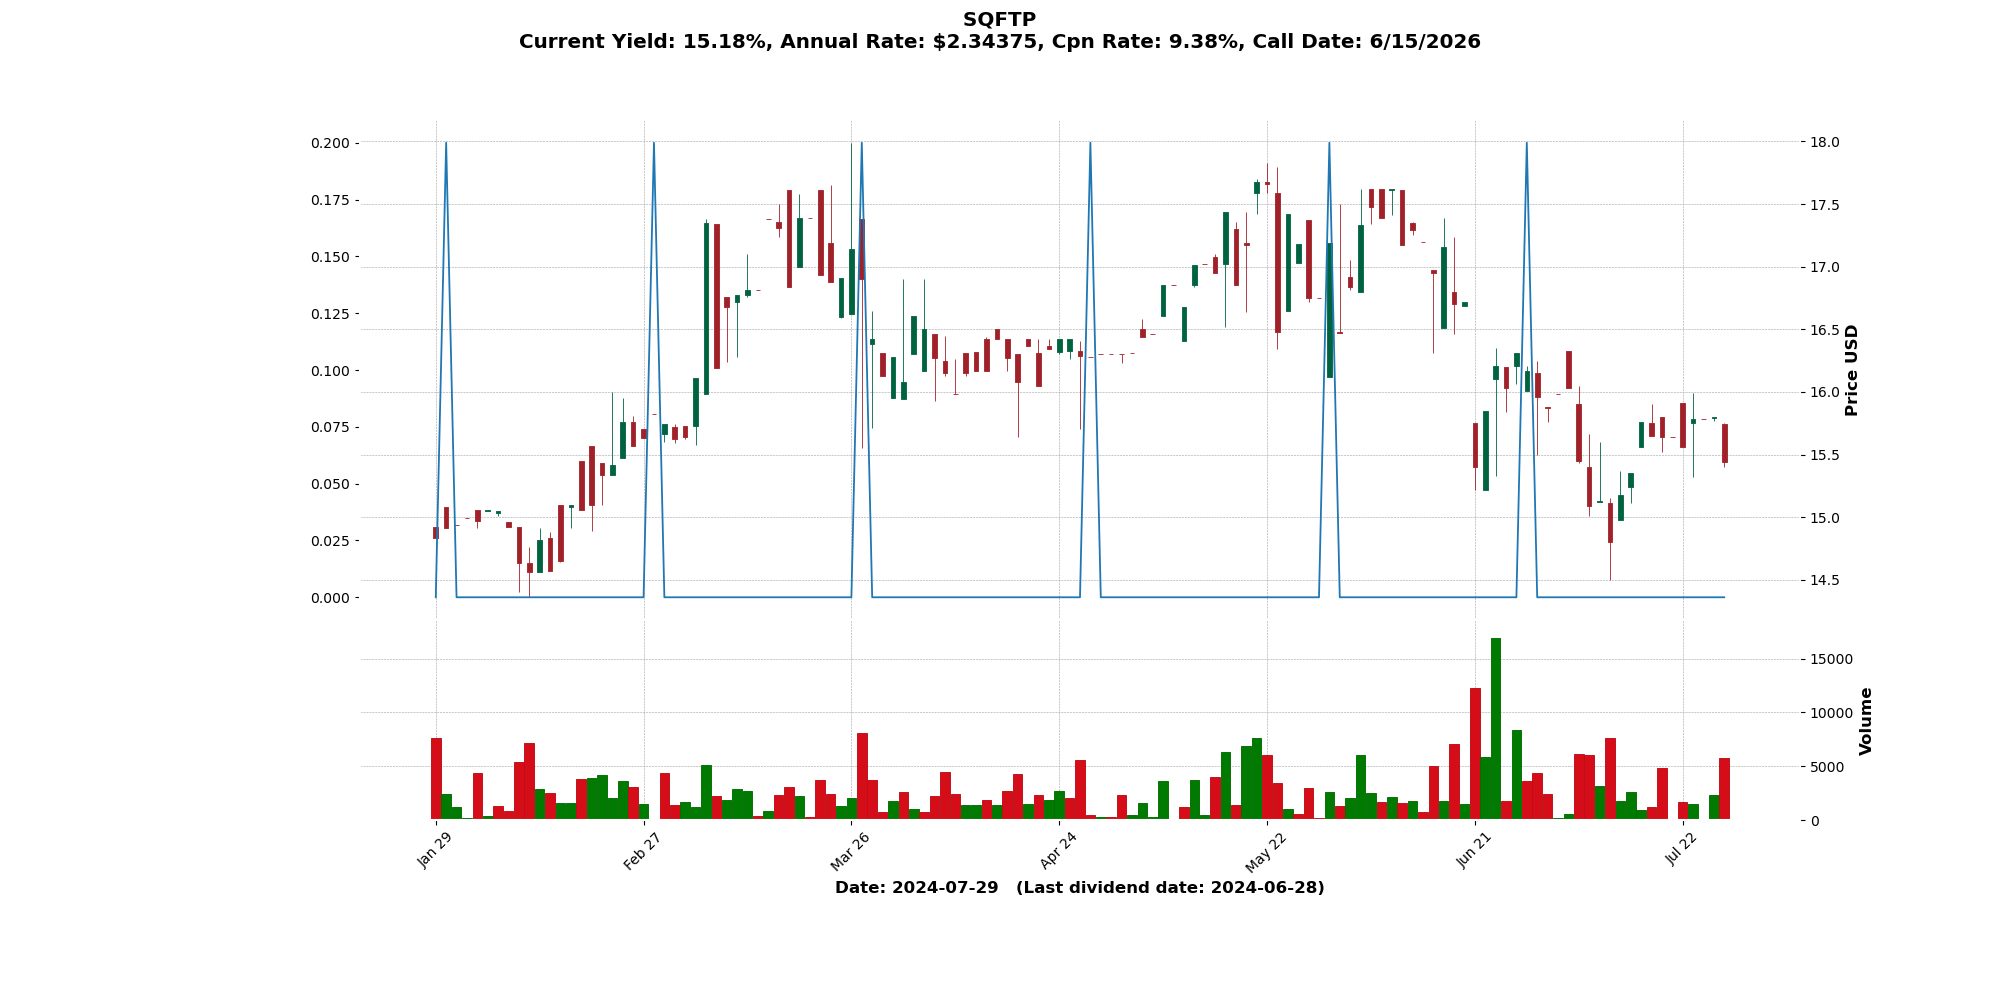 SQFTP
Current Yield: 15.18%, Annual Rate: $2.34375, Cpn Rate: 9.38%, Call Date: 6/15/2026
0.200
0.175
0.150
0.125
0.100
0.075
0.050
0.025
0.000
18.0
17.5
17.0
16.5
16.0
15.5
15.0
14.5
Price USD
15000
10000
5000
0
Volume
Jan 29
Feb 27
Mar 26
Apr 24
May 22
Jun 21
Jul 22
Date: 2024-07-29 (Last dividend date: 2024-06-28)